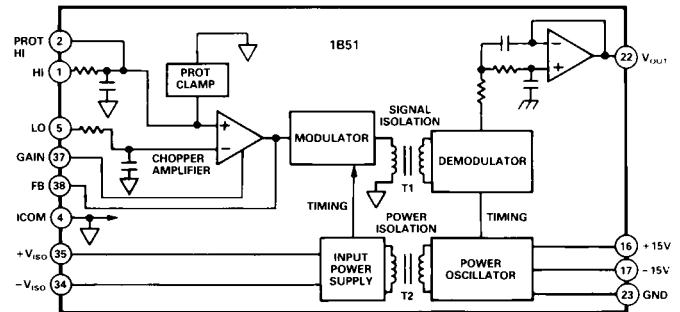 1B51
PROT HI
2
HI
1
PROT CLAMP
LO
5
GAIN
37
CHOPPER AMPLIFIER
+
−
FB
38
ICOM
4
+VISO
35
−VISO
34
MODULATOR
SIGNAL ISOLATION
T1
DEMODULATOR
−
+
22
VOUT
TIMING
POWER ISOLATION
TIMING
INPUT POWER SUPPLY
T2
POWER OSCILLATOR
16
+15V
17
−15V
23
GND